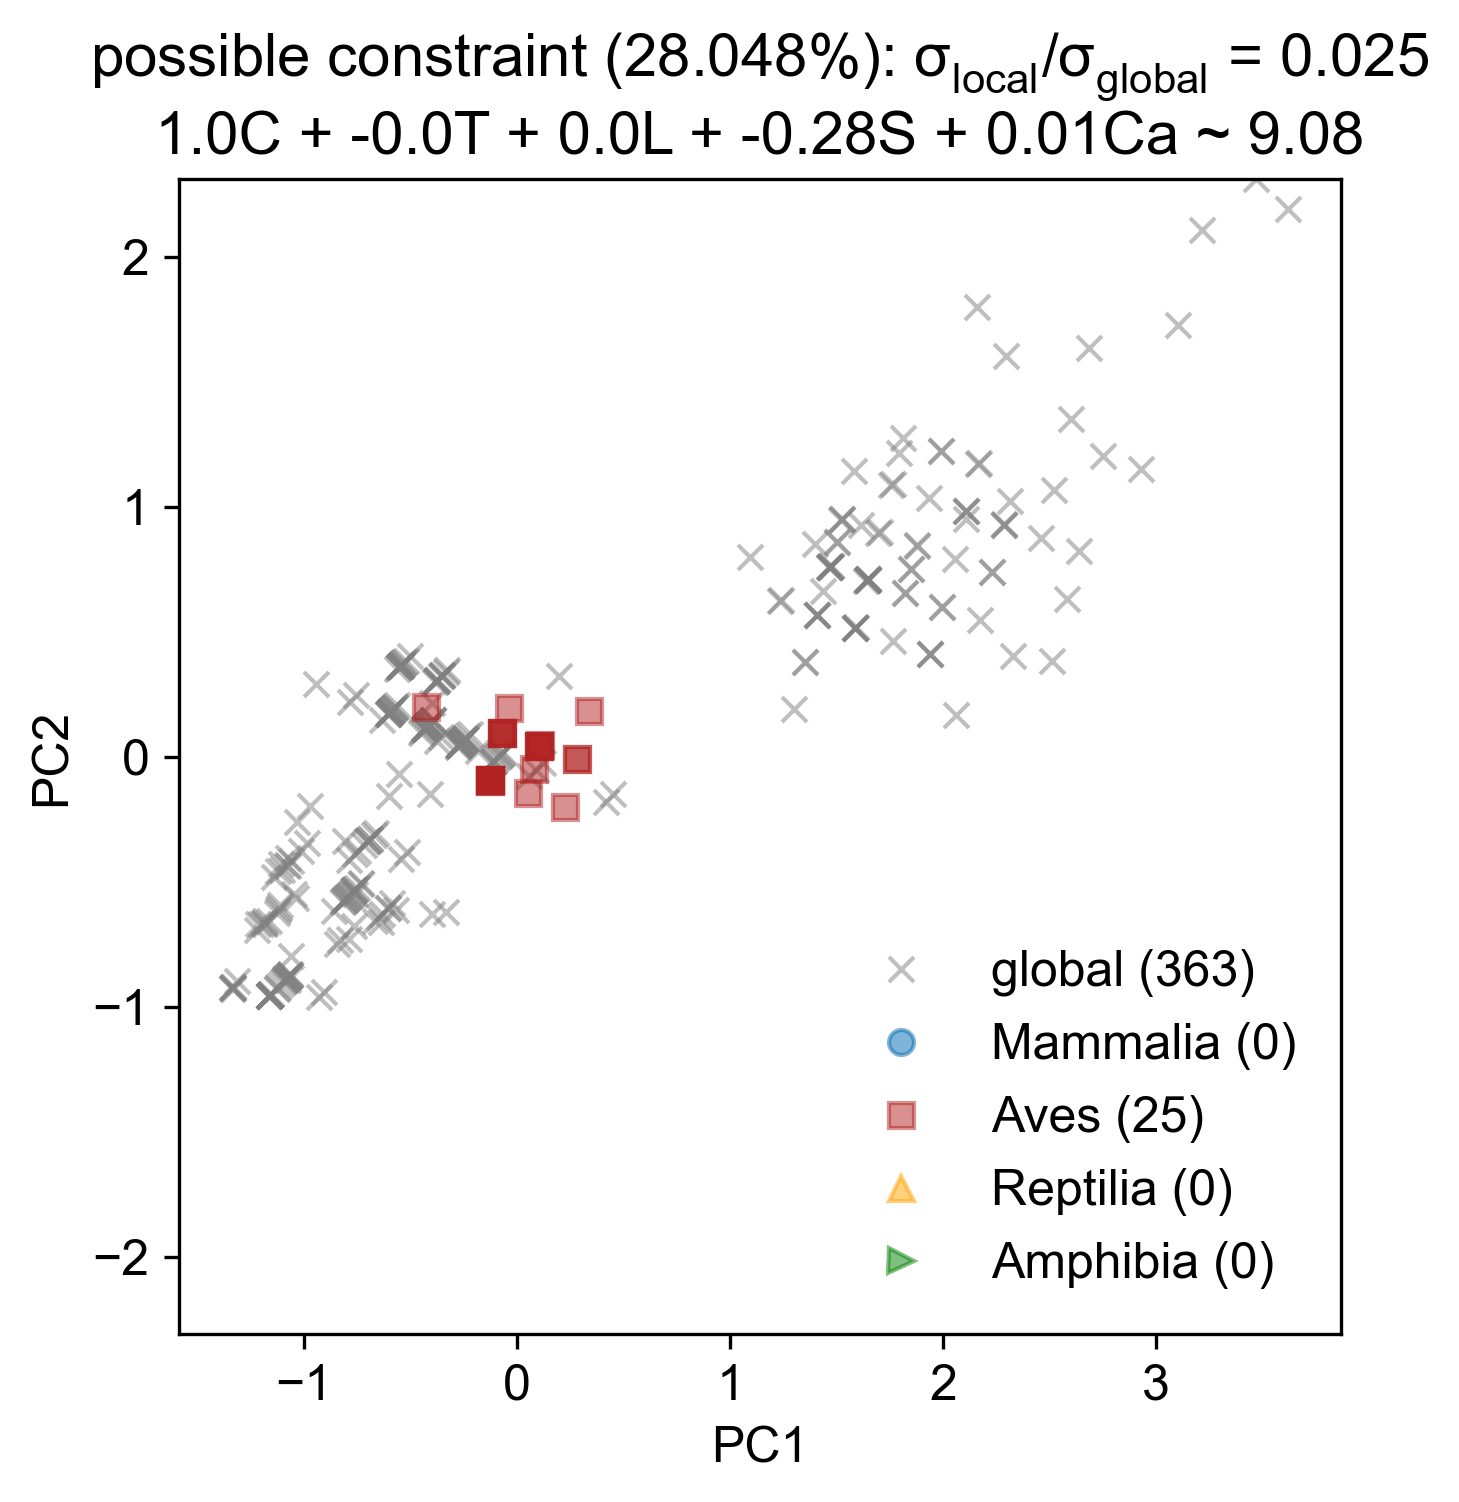 possible constraint (28.048%): σlocal/σglobal = 0.025
1.0C + -0.0T + 0.0L + -0.28S + 0.01Ca ~ 9.08
2
1
0
−1
−2
PC2
global (363)
Mammalia (0)
Aves (25)
Reptilia (0)
Amphibia (0)
−1 0 1 2 3
PC1